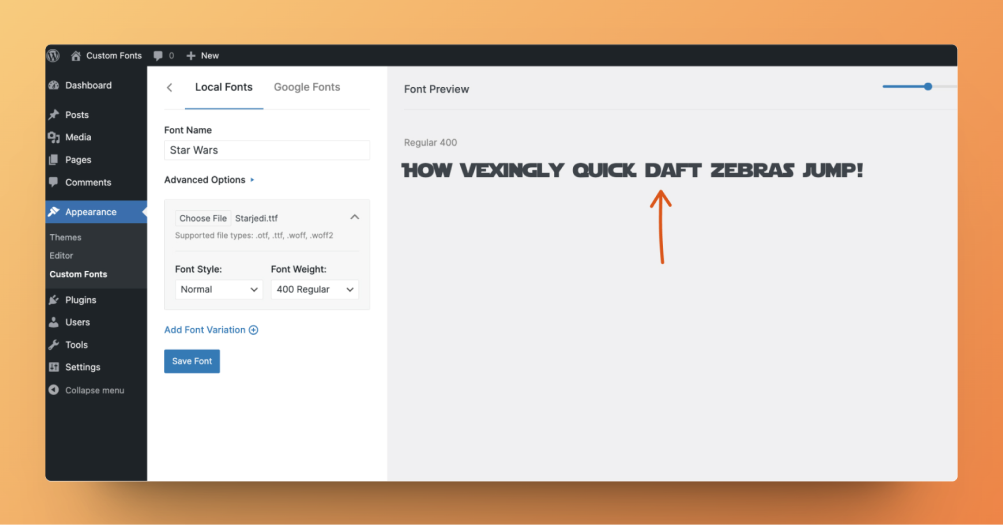 Custom Fonts 0 + New
Dashboard
Posts
Media
Pages
Comments
Appearance
Themes
Editor
Custom Fonts
Plugins
Users
Tools
Settings
Collapse menu
Local Fonts Google Fonts
Font Name
Star Wars
Advanced Options
Choose File Starjedi.ttf
Supported file types: .otf, .ttf, .woff, .woff2
Font Style: Font Weight:
Normal 400 Regular
Add Font Variation
Save Font
Font Preview
Regular 400
HOW VEXINGLY QUICK DAFT ZEBRAS JUMP!